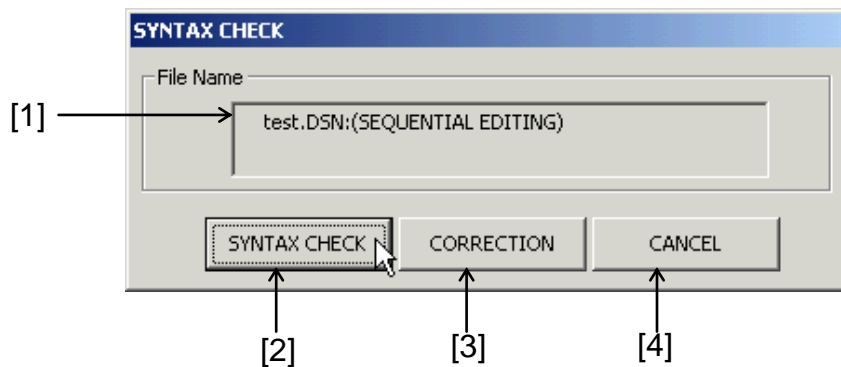 SYNTAX CHECK
File Name
[1]
test.DSN:(SEQUENTIAL EDITING)
SYNTAX CHECK CORRECTION CANCEL
[2] [3] [4]